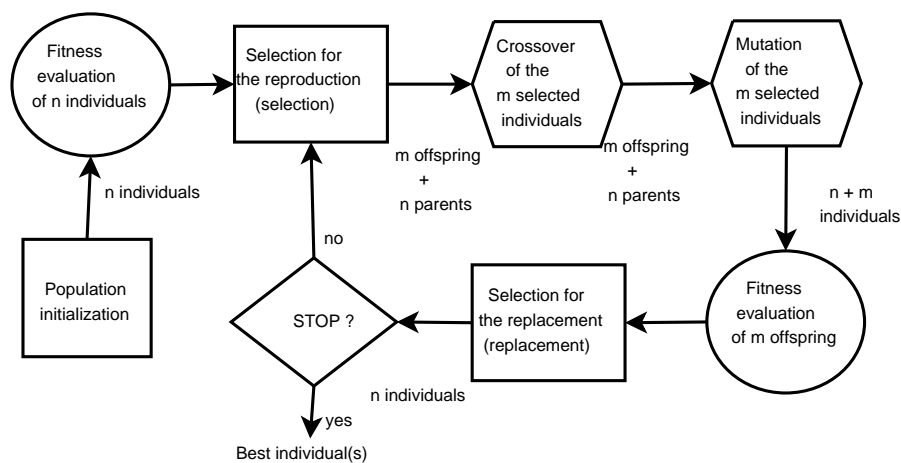 Fitness
evaluation
of n individuals
Selection for
the reproduction
(selection)
Crossover
of the
m selected
individuals
Mutation
of the
m selected
individuals
m offspring
+
n parents
m offspring
+
n parents
n individuals
n + m
individuals
Population
initialization
no
STOP ?
Selection for
the replacement
(replacement)
Fitness
evaluation
of m offspring
n individuals
yes
Best individual(s)